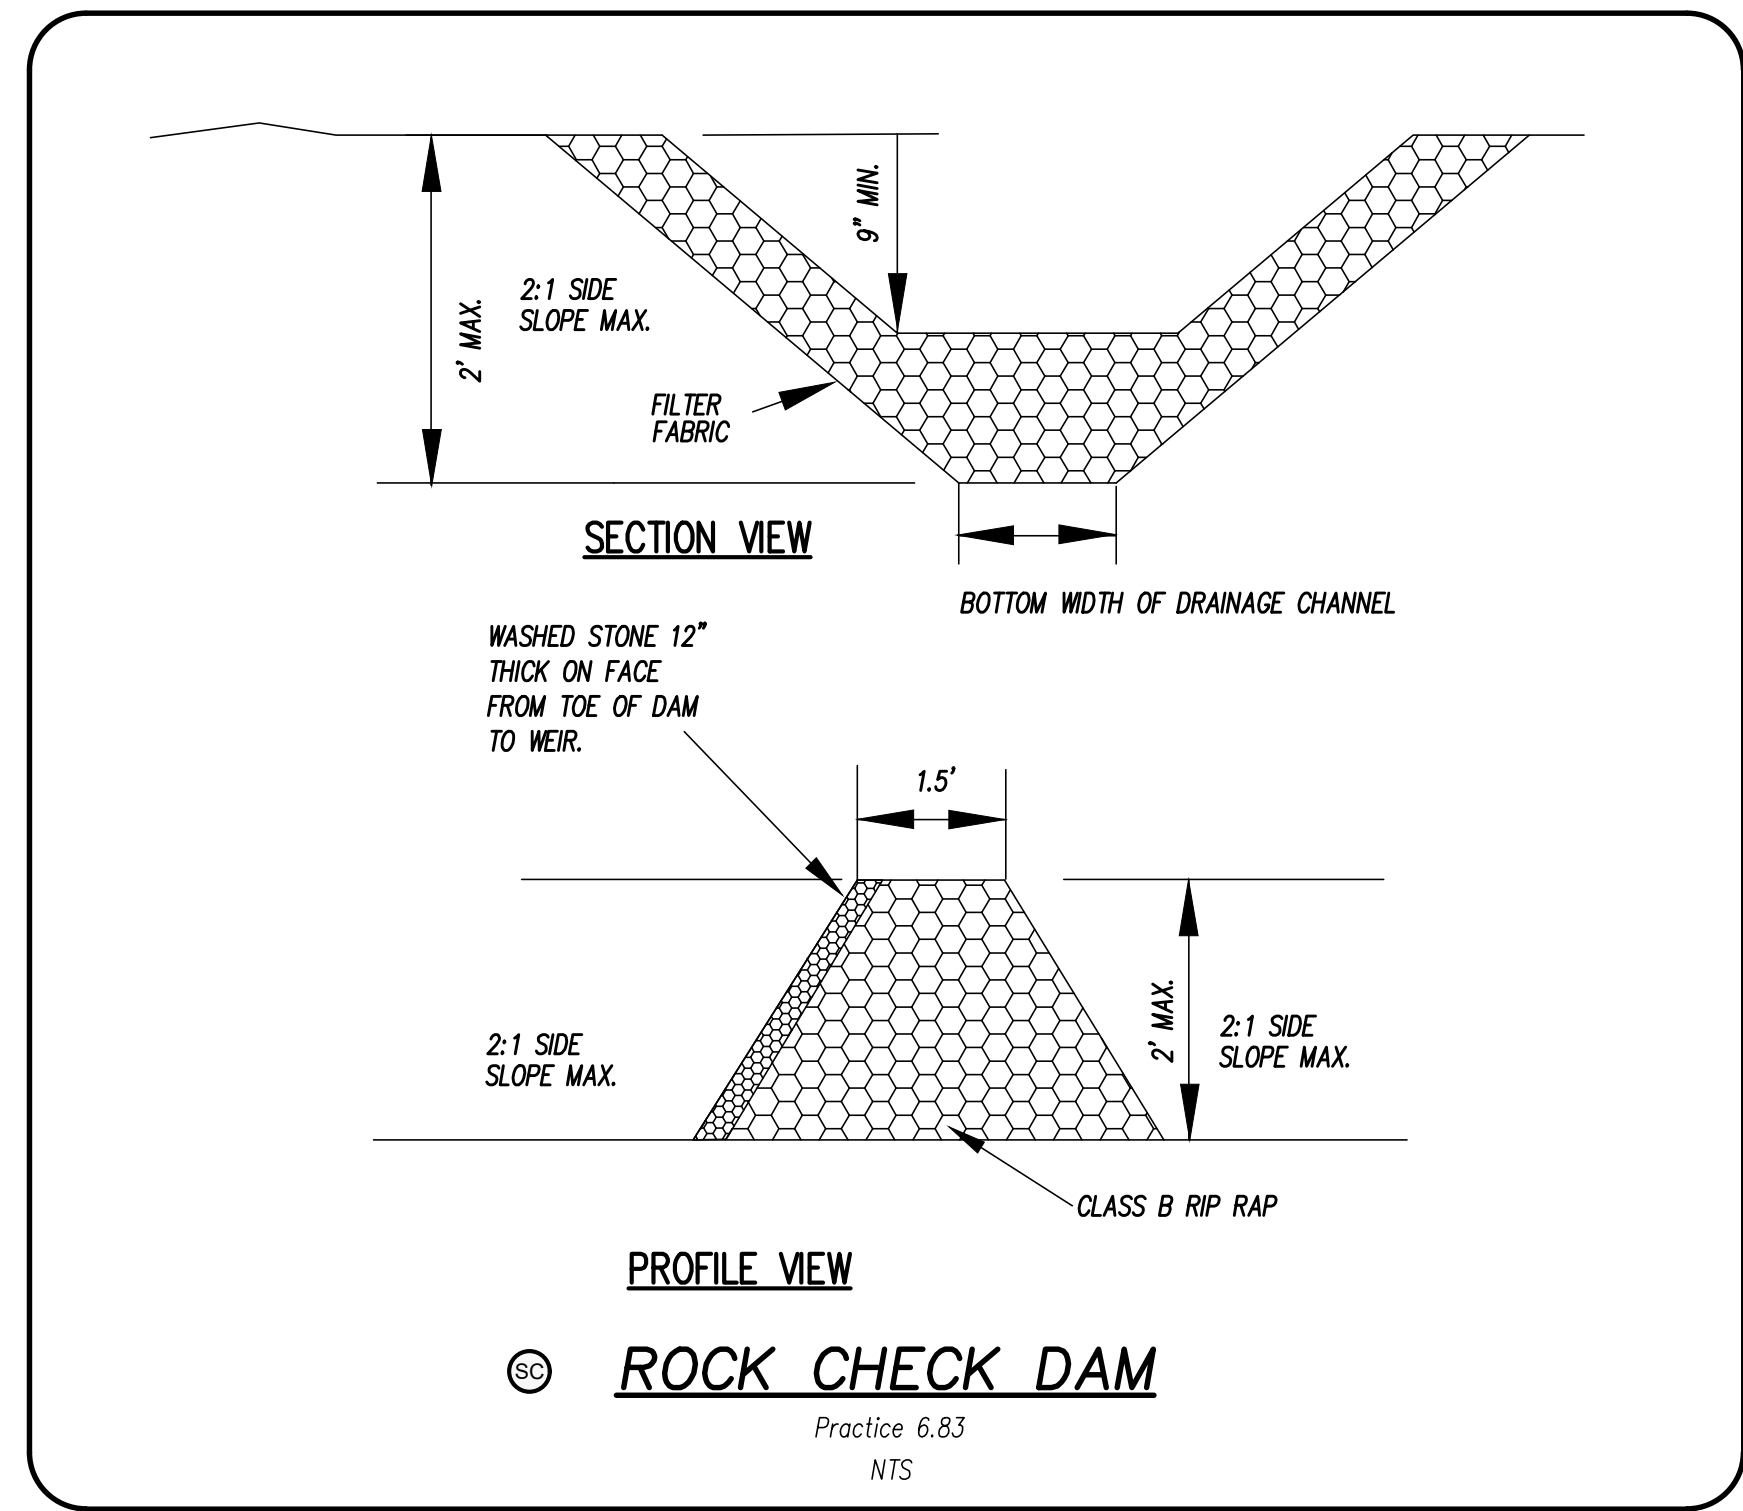 9" MIN.
2:1 SIDE
SLOPE MAX.
2' MAX.
FILTER
FABRIC
SECTION VIEW
BOTTOM WIDTH OF DRAINAGE CHANNEL
WASHED STONE 12"
THICK ON FACE
FROM TOE OF DAM
TO WEIR.
1.5'
2:1 SIDE
SLOPE MAX.
2' MAX.
2:1 SIDE
SLOPE MAX.
CLASS B RIP RAP
PROFILE VIEW
SC ROCK CHECK DAM
Practice 6.83
NTS